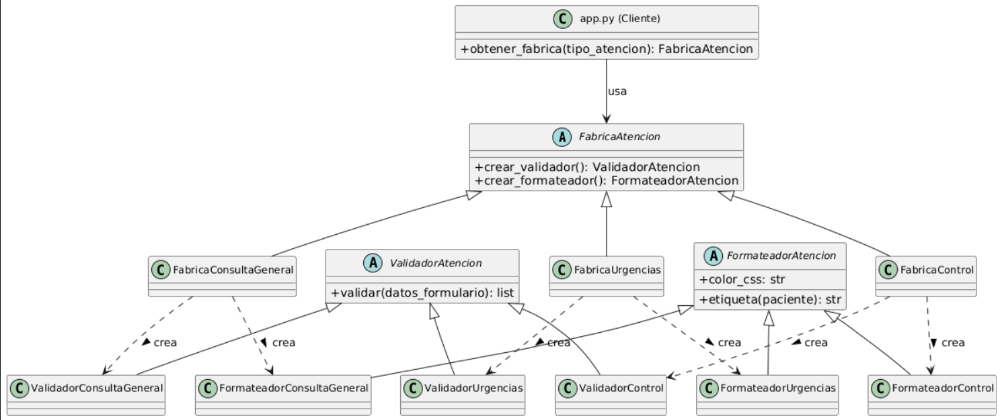 C app.py (Cliente)
+obtener_fabrica(tipo_atencion): FabricaAtencion
usa
A FabricaAtencion
+crear_validador(): ValidadorAtencion
+crear_formateador(): FormateadorAtencion
C FabricaConsultaGeneral
A ValidadorAtencion
+validar(datos_formulario): list
C FabricaUrgencias
A FormateadorAtencion
+color_css: str
+etiqueta(paciente): str
C FabricaControl
crea
crea
crea
crea
crea
crea
C ValidadorConsultaGeneral
C FormateadorConsultaGeneral
C ValidadorUrgencias
C ValidadorControl
C FormateadorUrgencias
C FormateadorControl